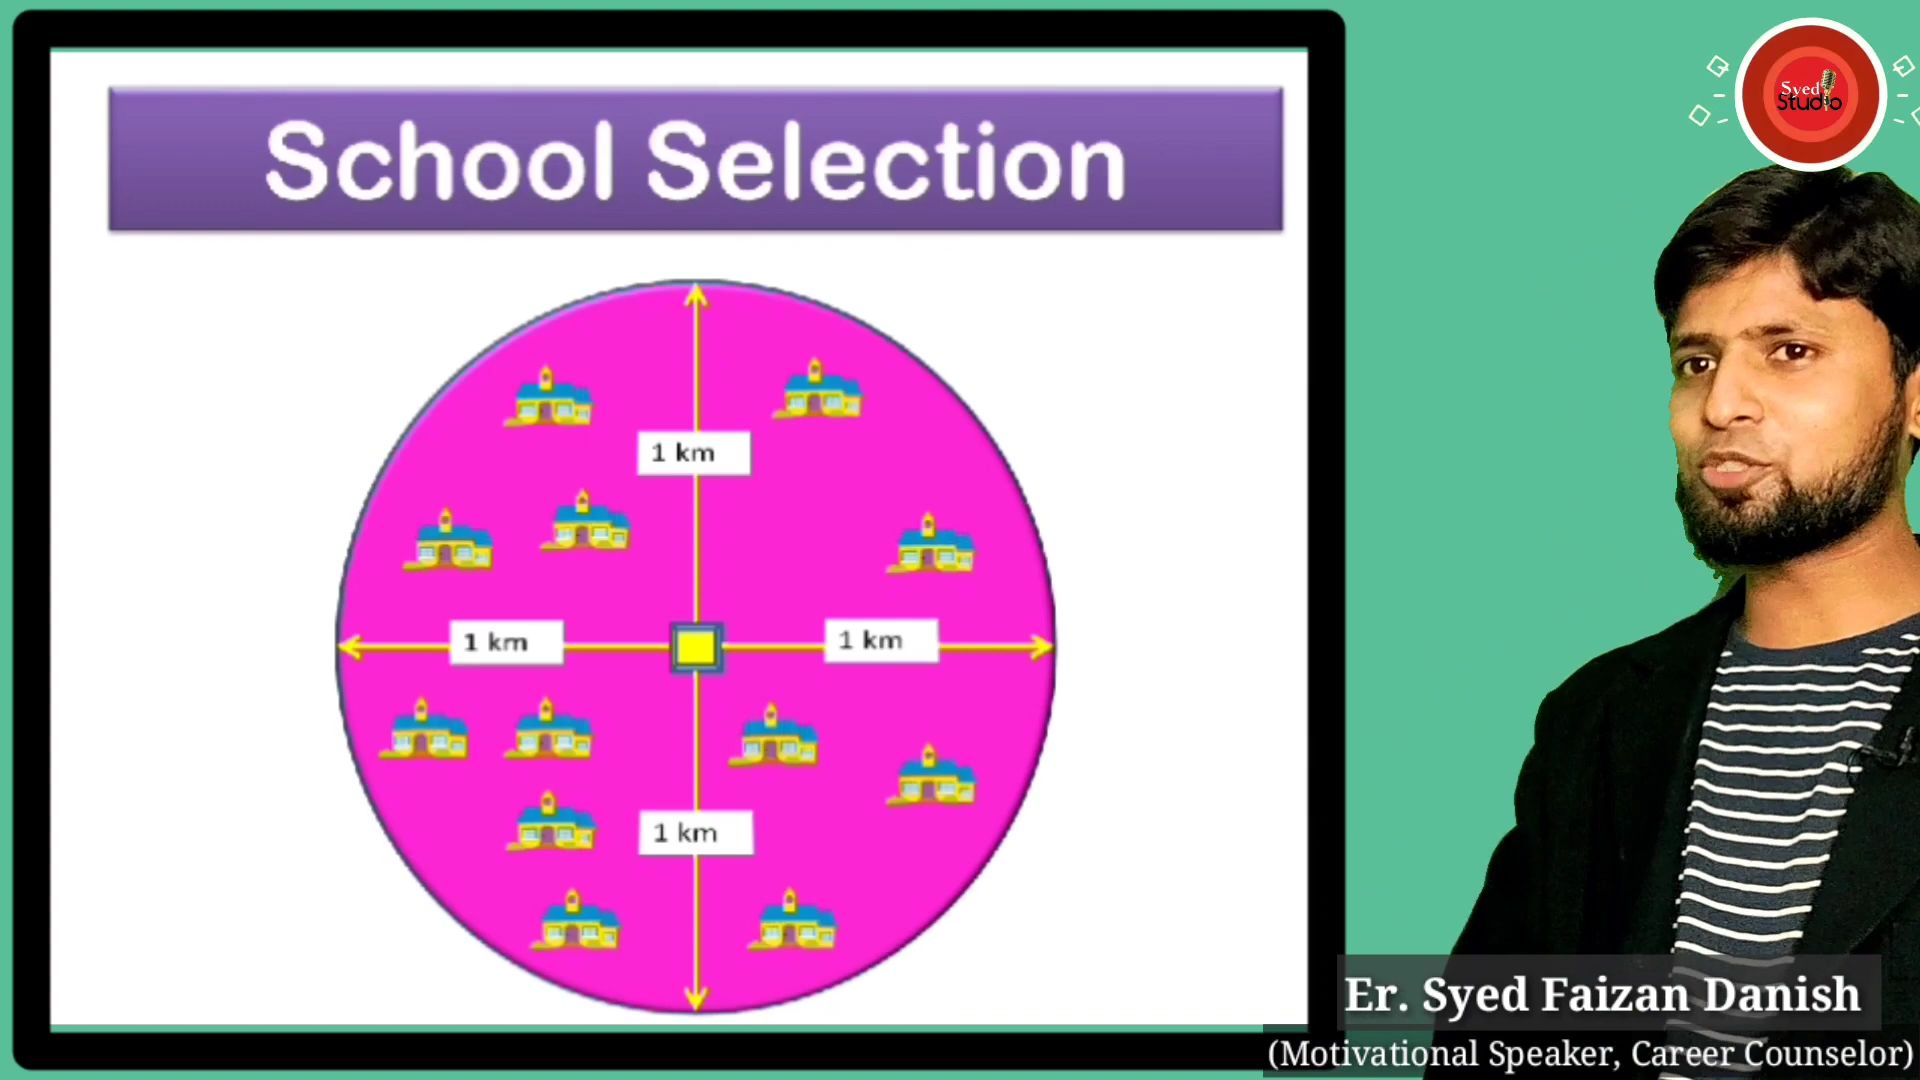 School Selection
Syed
Studio
1 km
1 km
1 km
1 km
Er. Syed Faizan Danish
(Motivational Speaker, Career Counselor)